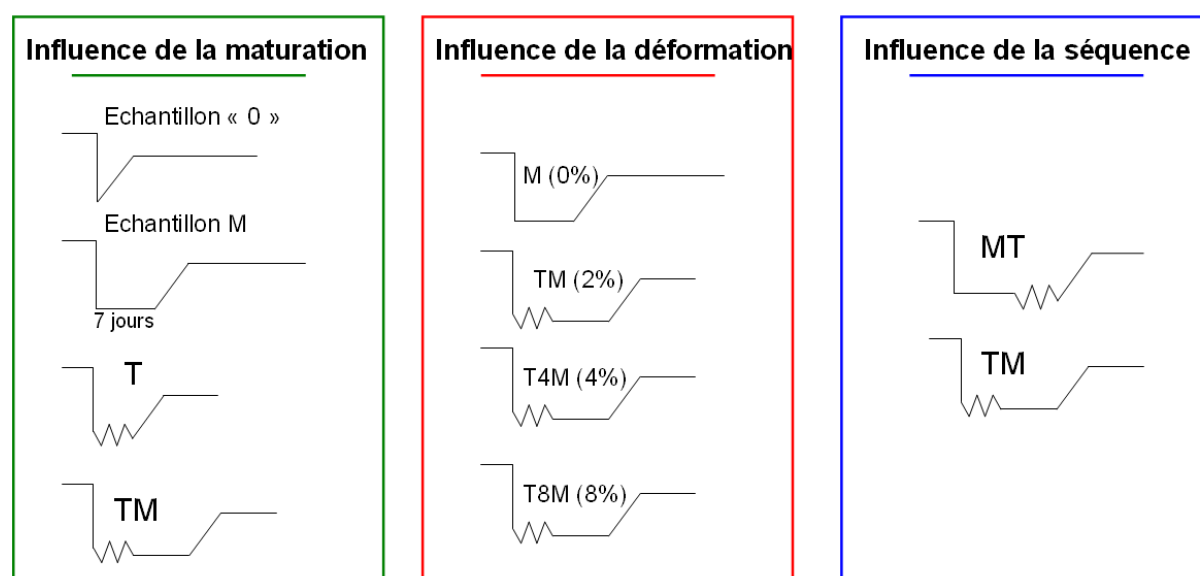 Influence de la maturation
Echantillon « 0 »
Echantillon M
7 jours
T
TM
Influence de la déformation
M (0%)
TM (2%)
T4M (4%)
T8M (8%)
Influence de la séquence
MT
TM